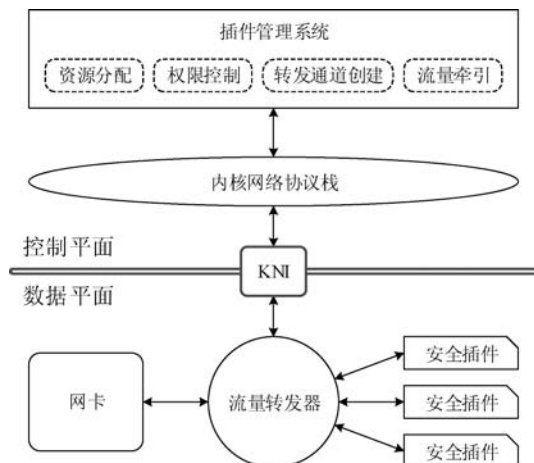 插件管理系统
资源分配 权限控制 转发通道创建 流量牵引
内核网络协议栈
控制平面
KNI
数据平面
安全插件
网卡 流量转发器 安全插件
安全插件